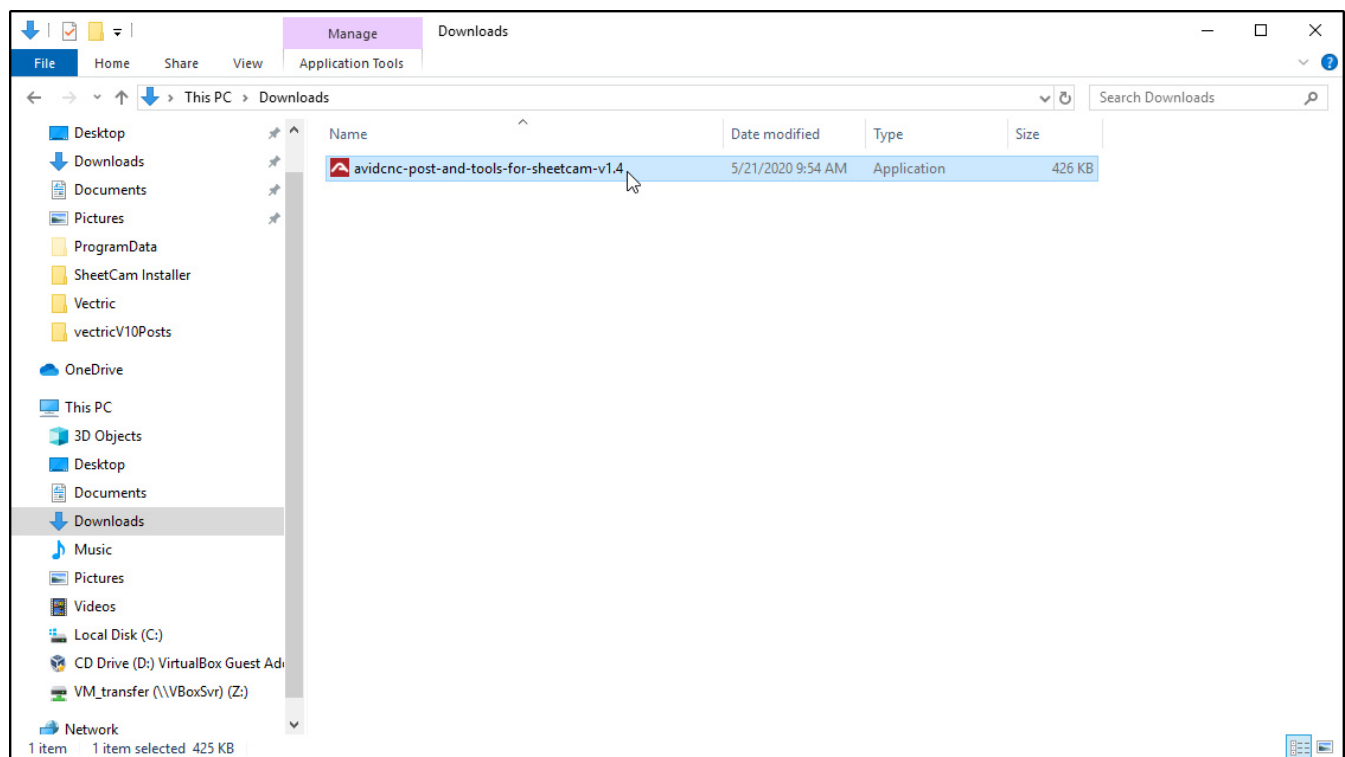 Manage Downloads
File Home Share View Application Tools
This PC Downloads Search Downloads
Name Date modified Type Size
avidcnc-post-and-tools-for-sheetcam-v1.4 5/21/2020 9:54 AM Application 426 KB
Desktop
Downloads
Documents
Pictures
ProgramData
SheetCam Installer
Vectric
vectricV10Posts
OneDrive
This PC
3D Objects
Desktop
Documents
Downloads
Music
Pictures
Videos
Local Disk (C:)
CD Drive (D:) VirtualBox Guest Ad
VM_transfer (\\VBoxSvr) (Z:)
Network
1 item 1 item selected 425 KB